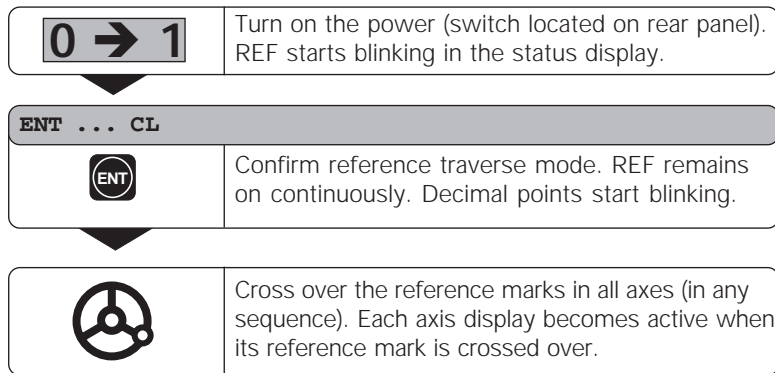 0 → 1
Turn on the power (switch located on rear panel).
REF starts blinking in the status display.
ENT ... CL
ENT
Confirm reference traverse mode. REF remains
on continuously. Decimal points start blinking.
Cross over the reference marks in all axes (in any
sequence). Each axis display becomes active when
its reference mark is crossed over.